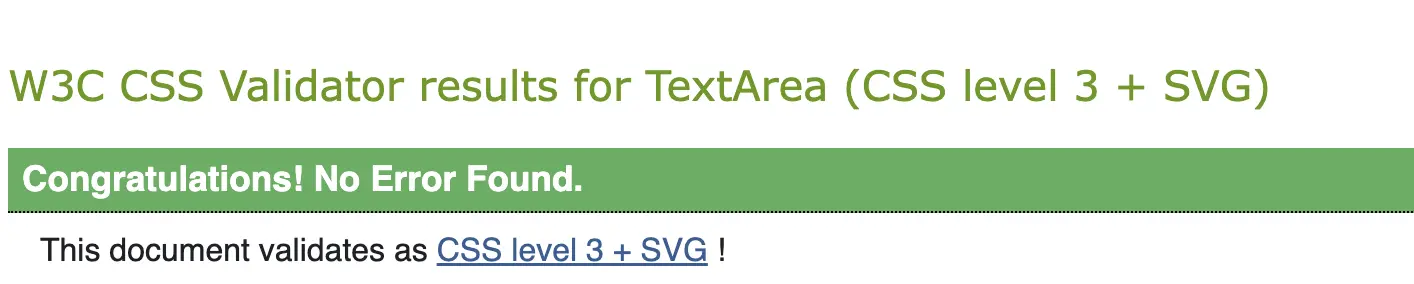 W3C CSS Validator results for TextArea (CSS level 3 + SVG)
Congratulations! No Error Found.
This document validates as CSS level 3 + SVG !